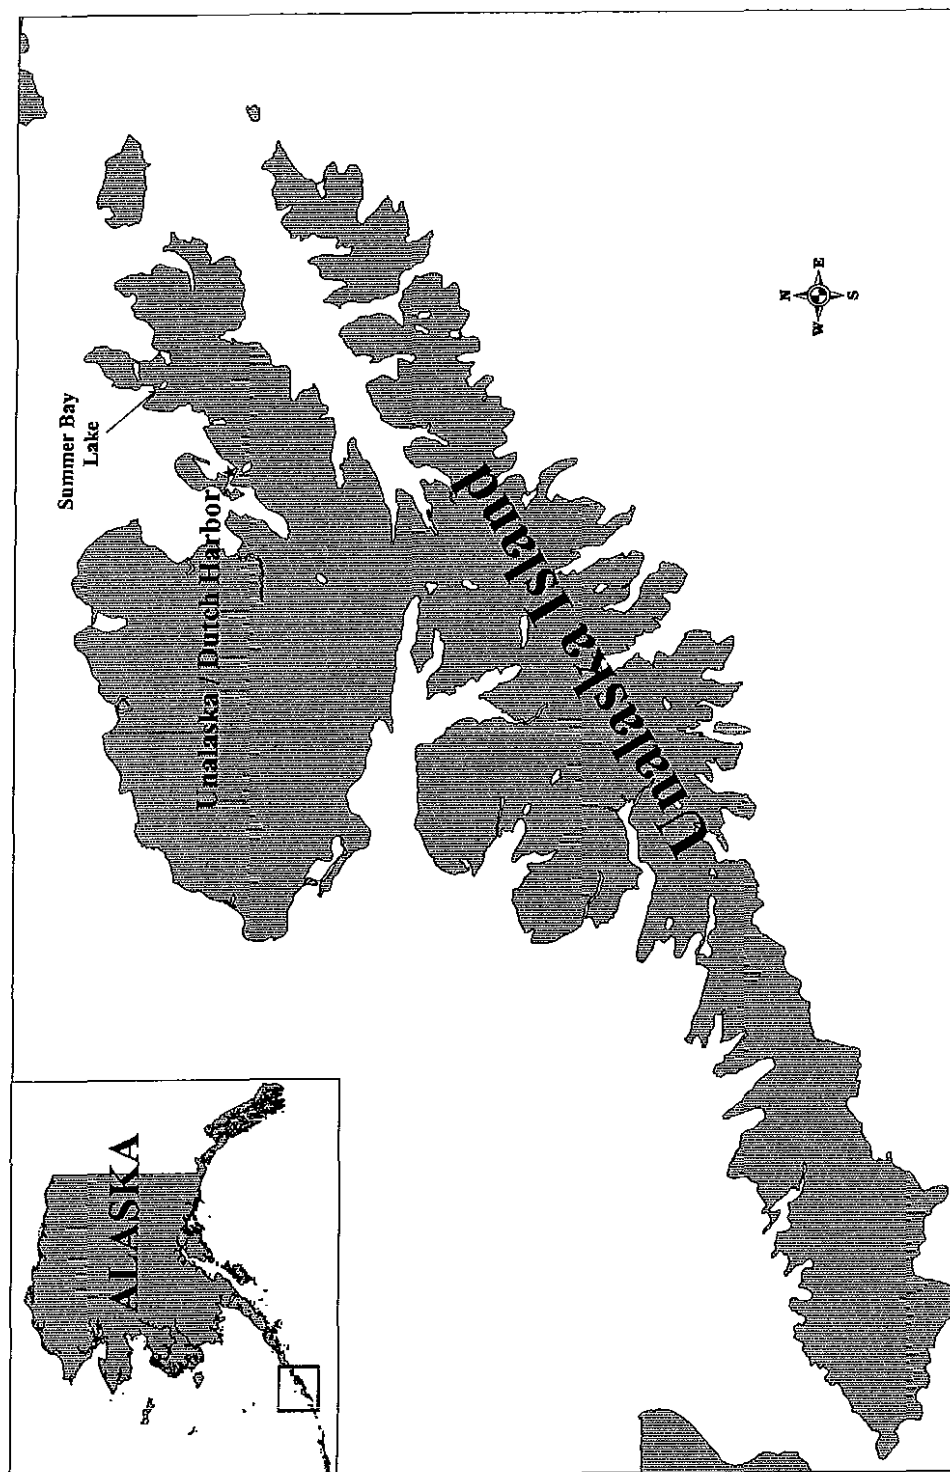 Summer Bay
Lake
Unalaska / Dutch Harbor
Unalaska Island
N
E
S
W
ALASKA